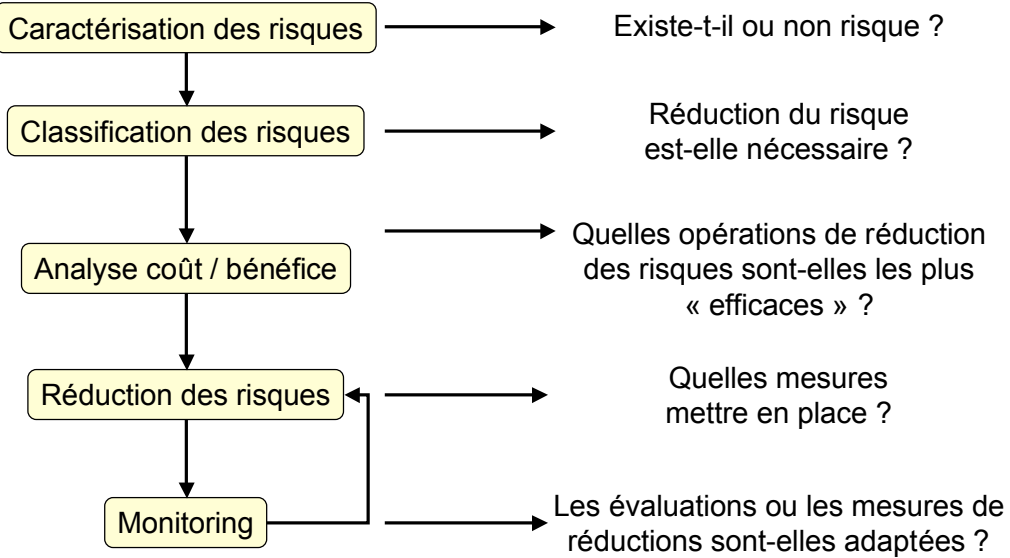 Caractérisation des risques
Existe-t-il ou non risque ?
Classification des risques
Réduction du risque
est-elle nécessaire ?
Analyse coût / bénéfice
Quelles opérations de réduction
des risques sont-elles les plus
« efficaces » ?
Réduction des risques
Quelles mesures
mettre en place ?
Monitoring
Les évaluations ou les mesures de
réductions sont-elles adaptées ?